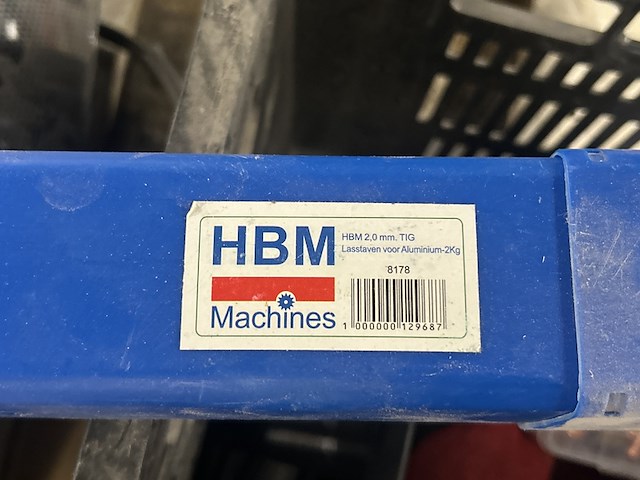 HBM
Machines
HBM 2,0 mm. TIG
Lasstaven voor Aluminium-2Kg
8178
1 000000 129687